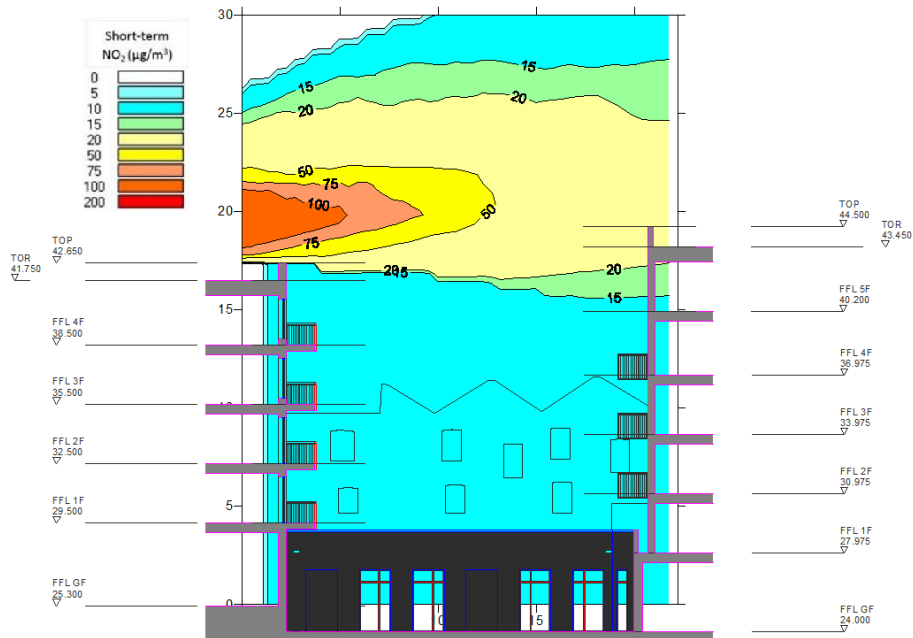 Short-term
NO₂ (µg/m³)
0
5
10
15
20
50
75
100
200
30
25
20
15
5
0
10
15
15
20
50
75
100
75
50
20
15
20
15
TOP
42.650
TOR
41.750
FFL 4F
38.500
FFL 3F
35.500
FFL 2F
32.500
FFL 1F
29.500
FFL GF
25.300
TOP
44.500
TOR
43.450
FFL 5F
40.200
FFL 4F
36.975
FFL 3F
33.975
FFL 2F
30.975
FFL 1F
27.975
FFL GF
24.000